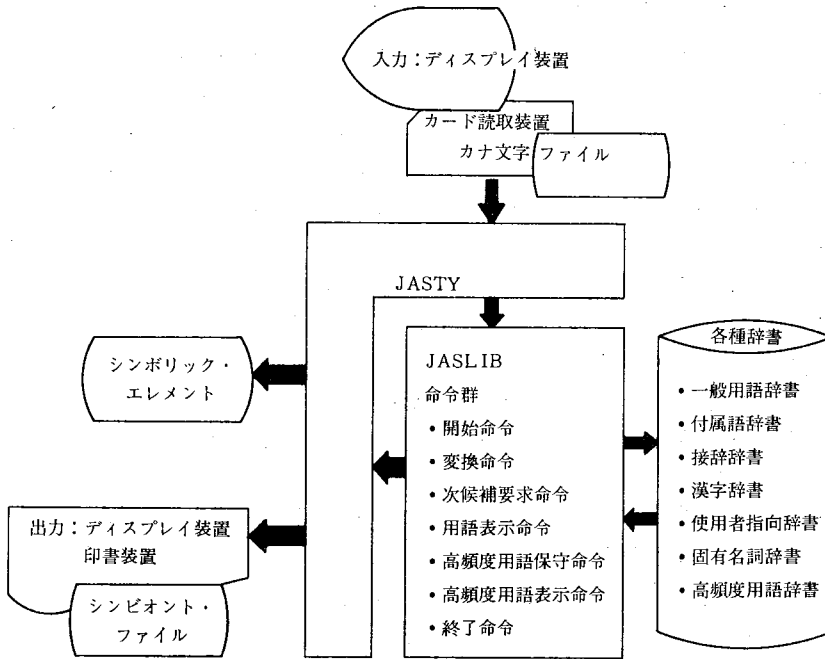 入力：ディスプレイ装置
カード読取装置
カナ文字ファイル
JASTY
JASLIB
命令群
・開始命令
・変換命令
・次候補要求命令
・用語表示命令
・高頻度用語保守命令
・高頻度用語表示命令
・終了命令
各種辞書
・一般用語辞書
・付属語辞書
・接辞辞書
・漢字辞書
・使用者指向辞書
・固有名詞辞書
・高頻度用語辞書
シンボリック・
エレメント
出力：ディスプレイ装置
印書装置
シンビオント・
ファイル